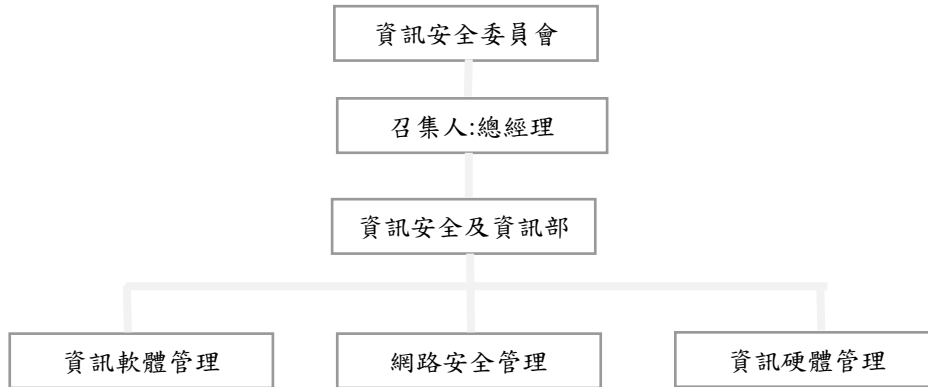 資訊安全委員會
召集人:總經理
資訊安全及資訊部
資訊軟體管理
網路安全管理
資訊硬體管理